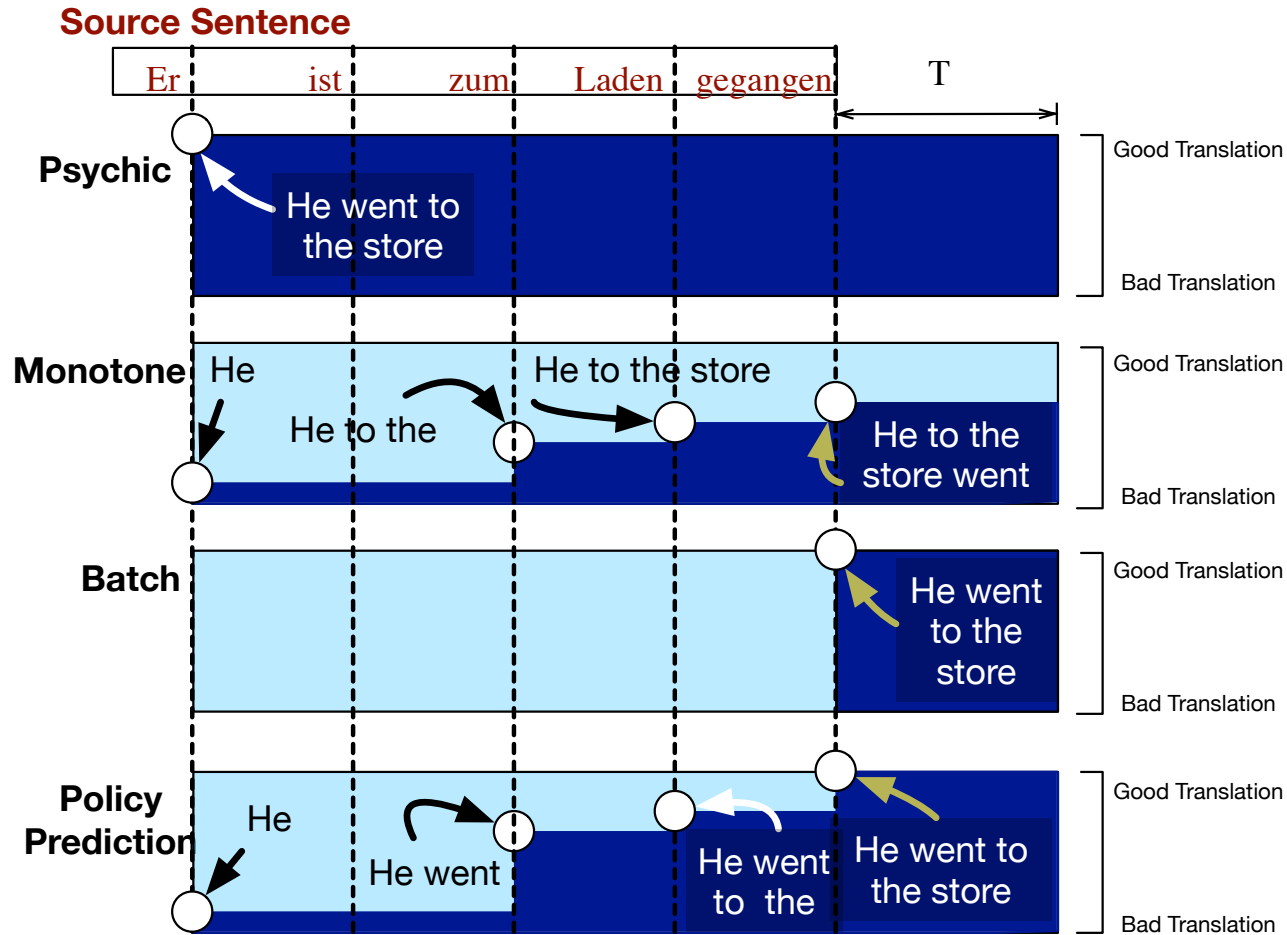 Source Sentence
Er ist zum Laden gegangen T
Psychic
He went to
the store
Good Translation
Bad Translation
Monotone
He
He to the
He to the store
He to the
store went
Good Translation
Bad Translation
Batch
He went
to the
store
Good Translation
Bad Translation
Policy
Prediction
He
He went
He went
to the
He went to
the store
Good Translation
Bad Translation